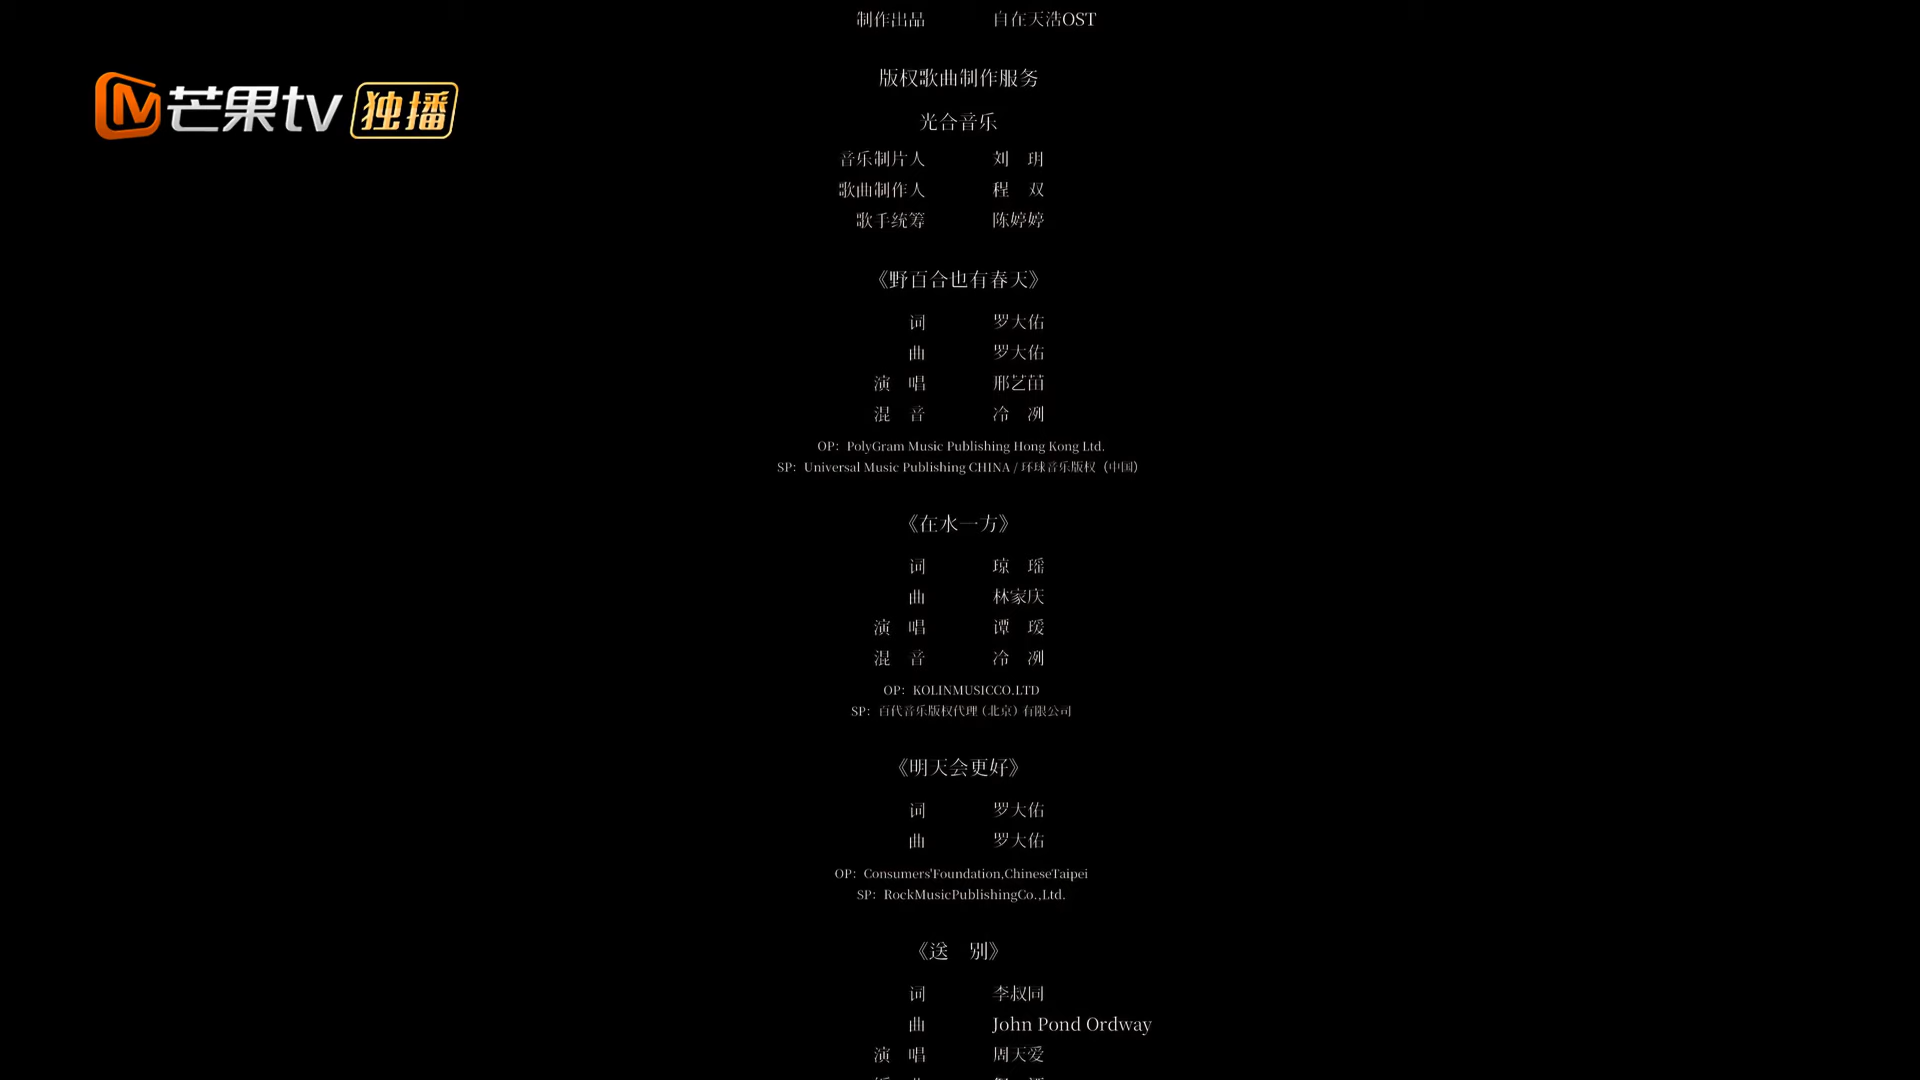 制作出品 自在天浩OST
芒果tv 独播
版权歌曲制作服务
光合音乐
音乐制片人 刘 玥
歌曲制作人 程 双
歌手统筹 陈婷婷
《野百合也有春天》
词 罗大佑
曲 罗大佑
演 唱 邢艺苗
混 音 冷 冽
OP: PolyGram Music Publishing Hong Kong Ltd.
SP: Universal Music Publishing CHINA / 环球音乐版权（中国）
《在水一方》
词 琼 瑶
曲 林家庆
演 唱 谭 瑷
混 音 冷 冽
OP: KOLINMUSICCO.LTD
SP: 百代音乐版权代理（北京）有限公司
《明天会更好》
词 罗大佑
曲 罗大佑
OP: Consumers'Foundation,ChineseTaipei
SP: RockMusicPublishingCo.,Ltd.
《送 别》
词 李叔同
曲 John Pond Ordway
演 唱 周天爱